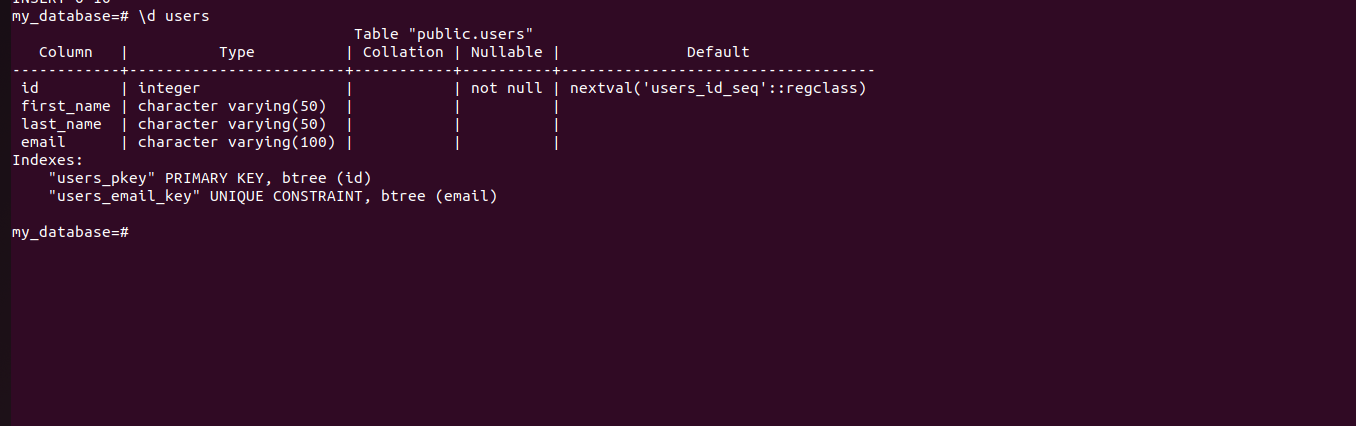 INSERT 0 10
my_database=# \d users
                                      Table "public.users"
   Column   |          Type          | Collation | Nullable |              Default
------------+------------------------+-----------+----------+-----------------------------------
 id         | integer                |           | not null | nextval('users_id_seq'::regclass)
 first_name | character varying(50)  |           |          |
 last_name  | character varying(50)  |           |          |
 email      | character varying(100) |           |          |
Indexes:
    "users_pkey" PRIMARY KEY, btree (id)
    "users_email_key" UNIQUE CONSTRAINT, btree (email)
my_database=#